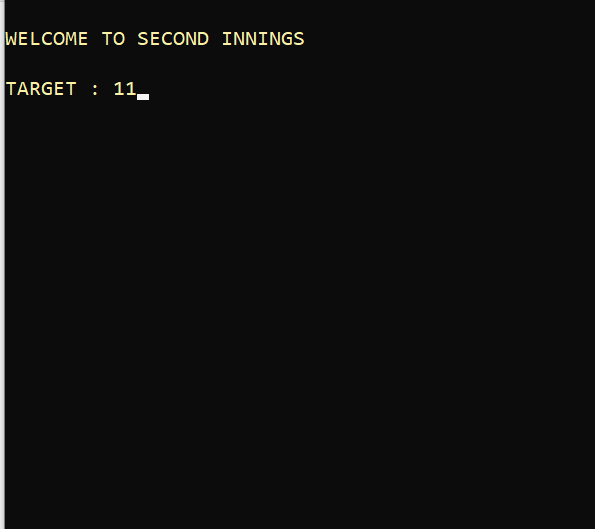 WELCOME TO SECOND INNINGS
TARGET : 11